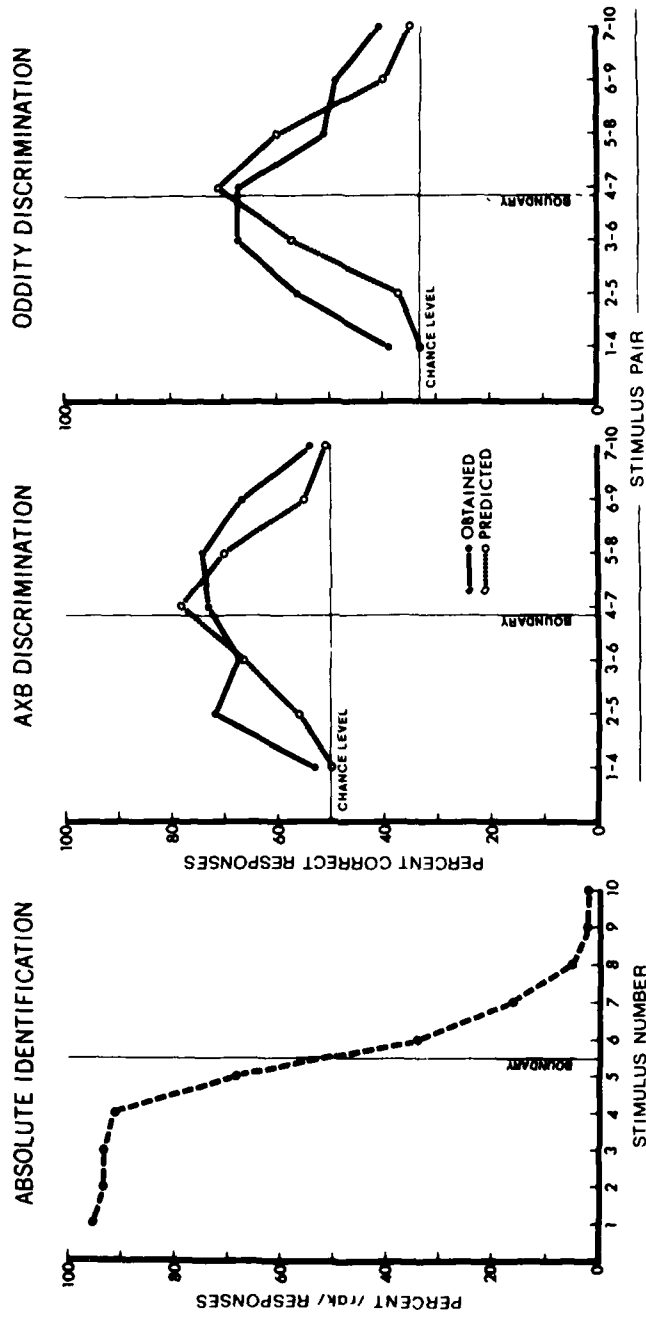 ABSOLUTE IDENTIFICATION
PERCENT /rak/ RESPONSES
100
80
60
40
20
0
BOUNDARY
1 2 3 4 5 6 7 8 9 10
STIMULUS NUMBER
AXB DISCRIMINATION
PERCENT CORRECT RESPONSES
100
80
60
40
20
0
CHANCE LEVEL
BOUNDARY
OBTAINED
PREDICTED
1-4 2-5 3-6 4-7 5-8 6-9 7-10
ODDITY DISCRIMINATION
100
0
CHANCE LEVEL
BOUNDARY
1-4 2-5 3-6 4-7 5-8 6-9 7-10
STIMULUS PAIR